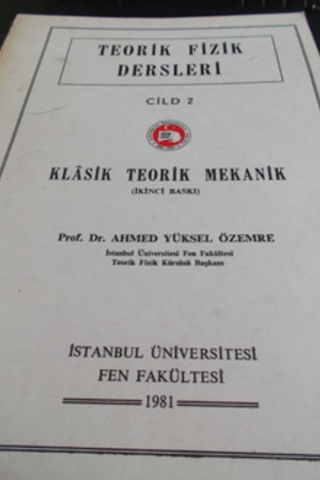 TEORİK FİZİK
DERSLERİ
CİLD 2
KLÂSİK TEORİK MEKANİK
(İKİNCİ BASKI)
Prof. Dr. AHMED YÜKSEL ÖZEMRE
İstanbul Üniversitesi Fen Fakültesi
Teorik Fizik Kürsüsü Başkanı
İSTANBUL ÜNİVERSİTESİ
FEN FAKÜLTESİ
1981